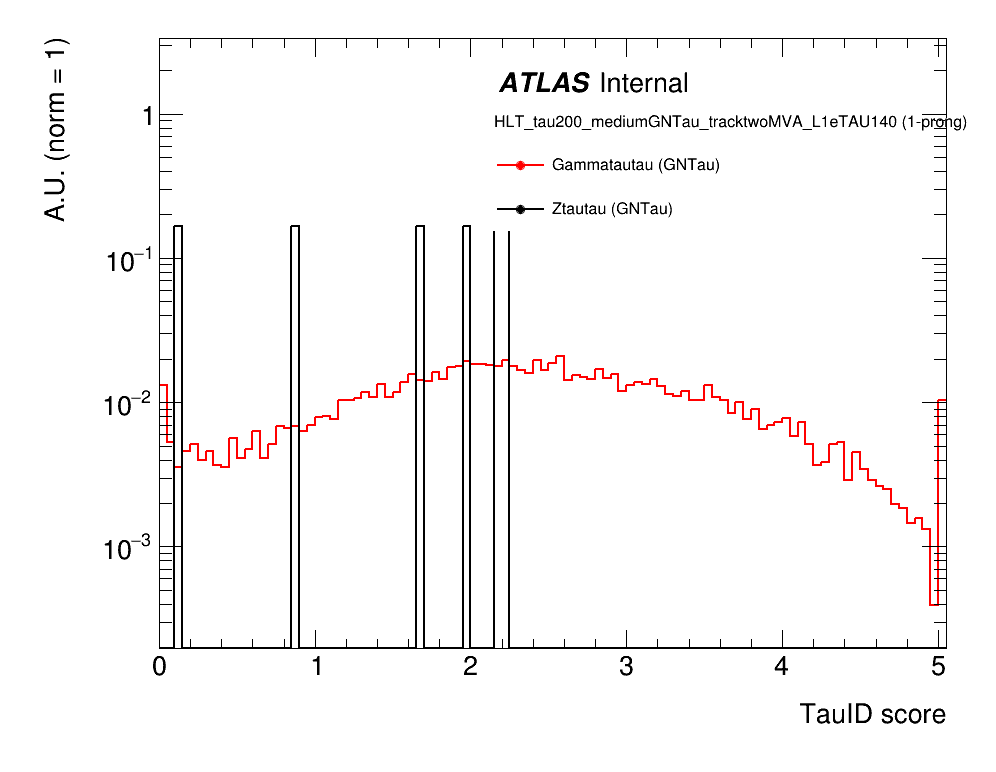 A.U. (norm = 1)
ATLAS Internal
HLT_tau200_mediumGNTau_tracktwoMVA_L1eTAU140 (1-prong)
Gammatautau (GNTau)
Ztautau (GNTau)
1
10⁻¹
10⁻²
10⁻³
0 1 2 3 4 5
TauID score